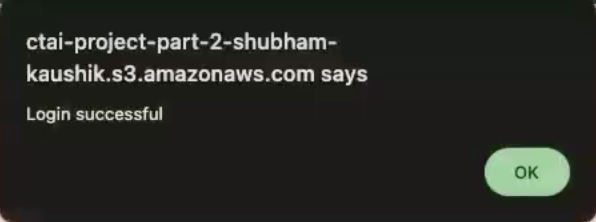 ctai-project-part-2-shubham-
kaushik.s3.amazonaws.com says
Login successful
OK